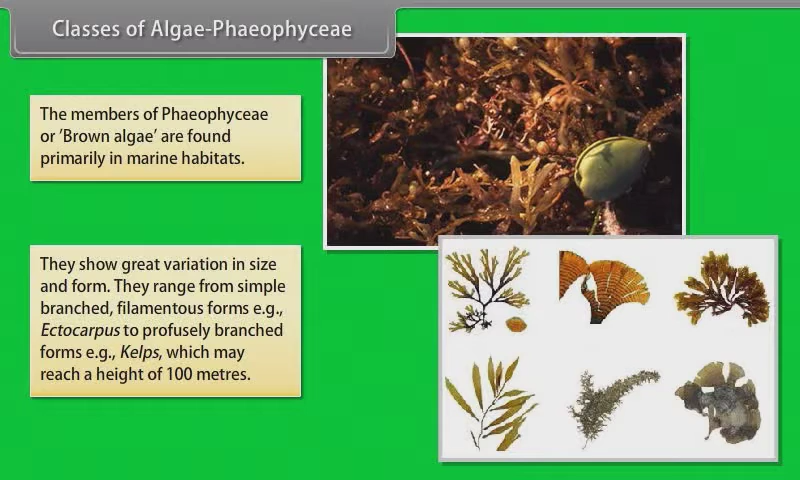 Classes of Algae-Phaeophyceae
The members of Phaeophyceae
or 'Brown algae' are found
primarily in marine habitats.
They show great variation in size
and form. They range from simple
branched, filamentous forms e.g.,
Ectocarpus to profusely branched
forms e.g., Kelps, which may
reach a height of 100 metres.